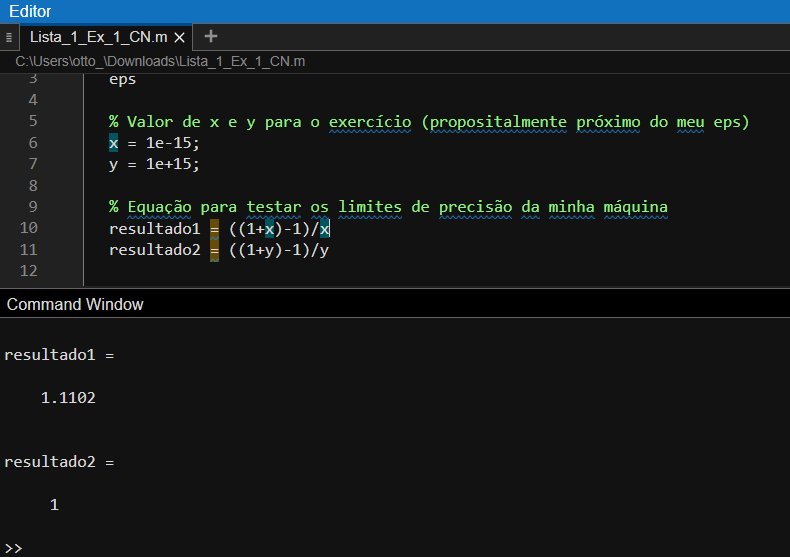 Editor
Lista_1_Ex_1_CN.m × +
C:\Users\otto_\Downloads\Lista_1_Ex_1_CN.m
3 eps
4
5 % Valor de x e y para o exercício (propositalmente próximo do meu eps)
6 x = 1e-15;
7 y = 1e+15;
8
9 % Equação para testar os limites de precisão da minha máquina
10 resultado1 = ((1+x)-1)/x
11 resultado2 = ((1+y)-1)/y
12
Command Window
resultado1 =
1.1102
resultado2 =
1
>>